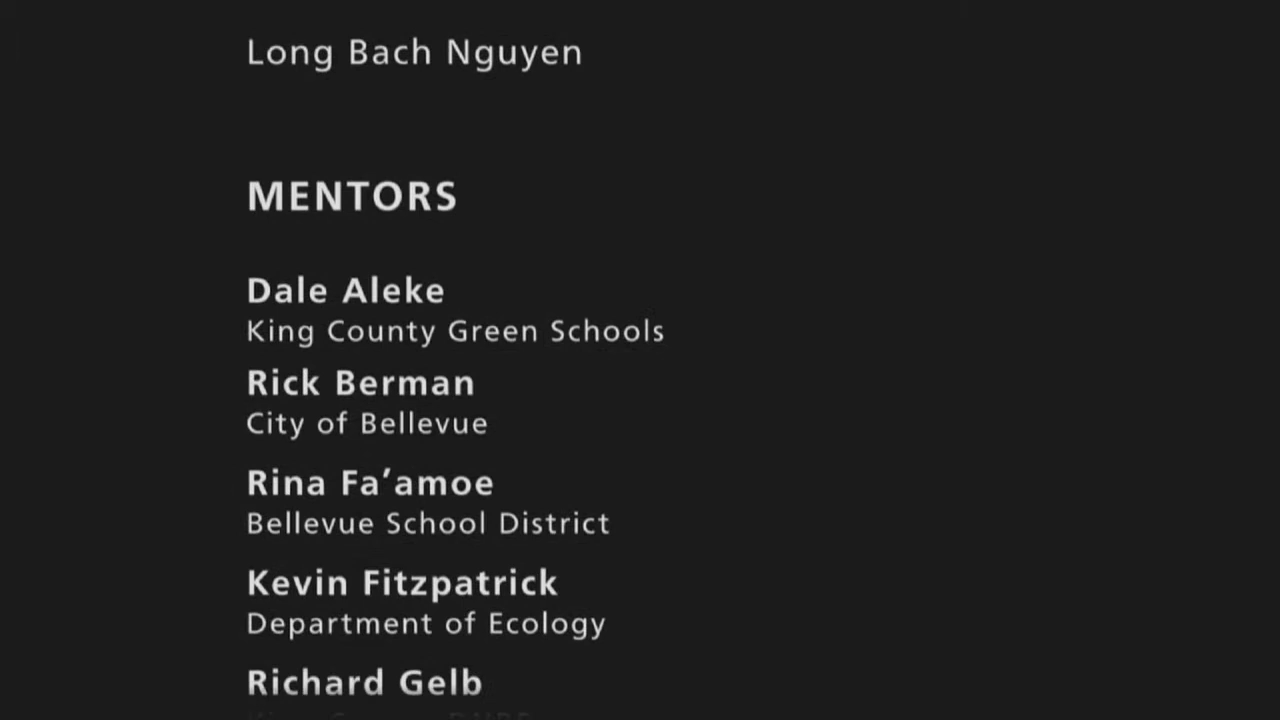 Long Bach Nguyen
MENTORS
Dale Aleke
King County Green Schools
Rick Berman
City of Bellevue
Rina Fa’amoe
Bellevue School District
Kevin Fitzpatrick
Department of Ecology
Richard Gelb